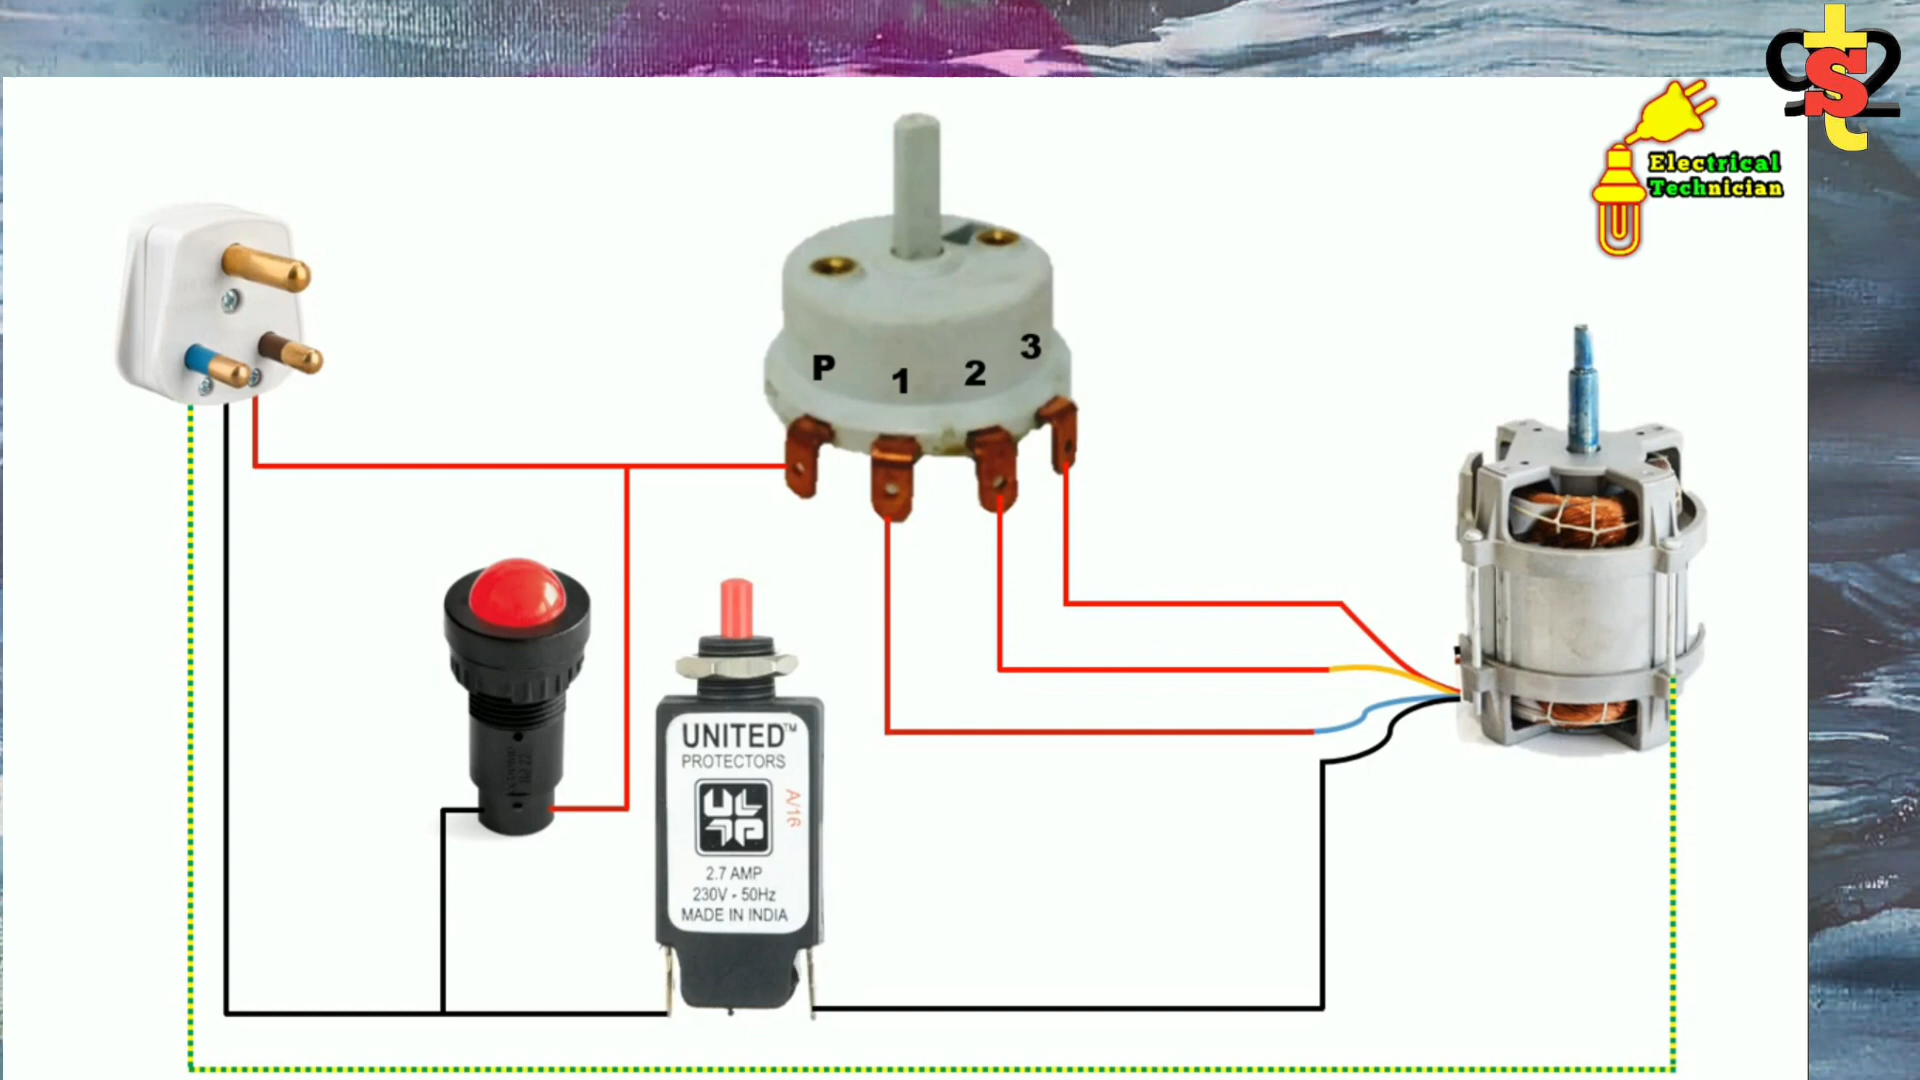 Electrical
Technician
P
1
2
3
UNITED™
PROTECTORS
A/16
2.7 AMP
230V - 50Hz
MADE IN INDIA